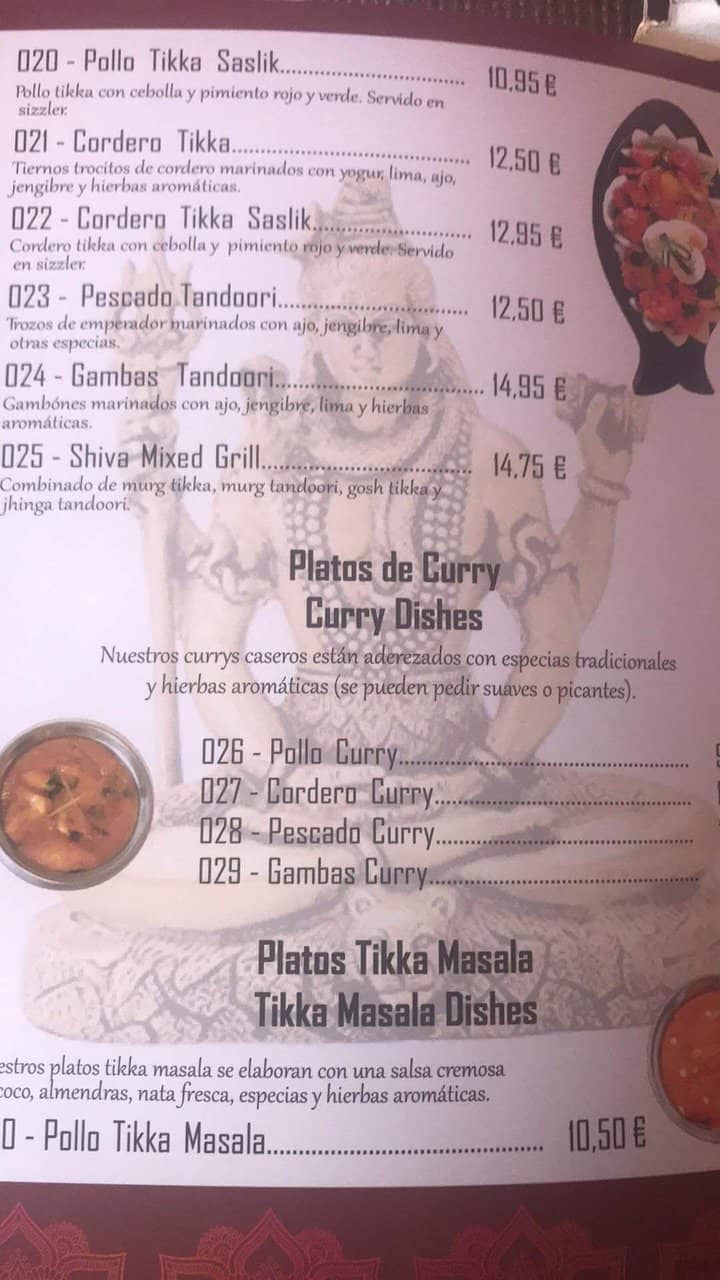 020 - Pollo Tikka Saslik.............................................. 10,95 €
Pollo tikka con cebolla y pimiento rojo y verde. Servido en
sizzler.
021 - Cordero Tikka.................................................... 12,50 €
Tiernos trocitos de cordero marinados con yogur, lima, ajo,
jengibre y hierbas aromáticas.
022 - Cordero Tikka Saslik........................................ 12,95 €
Cordero tikka con cebolla y pimiento rojo y verde. Servido
en sizzler.
023 - Pescado Tandoori.............................................. 12,50 €
Trozos de emperador marinados con ajo, jengibre, lima y
otras especias.
024 - Gambas Tandoori.................................................. 14,95 €
Gambónes marinados con ajo, jengibre, lima y hierbas
aromáticas.
025 - Shiva Mixed Grill.................................................. 14,75 €
Combinado de murg tikka, murg tandoori, gosh tikka y
jhinga tandoori.
Platos de Curry
Curry Dishes
Nuestros currys caseros están aderezados con especias tradicionales
y hierbas aromáticas (se pueden pedir suaves o picantes).
026 - Pollo Curry......................................................................
027 - Cordero Curry...............................................................
028 - Pescado Curry...............................................................
029 - Gambas Curry.................................................................
Platos Tikka Masala
Tikka Masala Dishes
estros platos tikka masala se elaboran con una salsa cremosa
coco, almendras, nata fresca, especias y hierbas aromáticas.
0 - Pollo Tikka Masala..................................................... 10,50 €